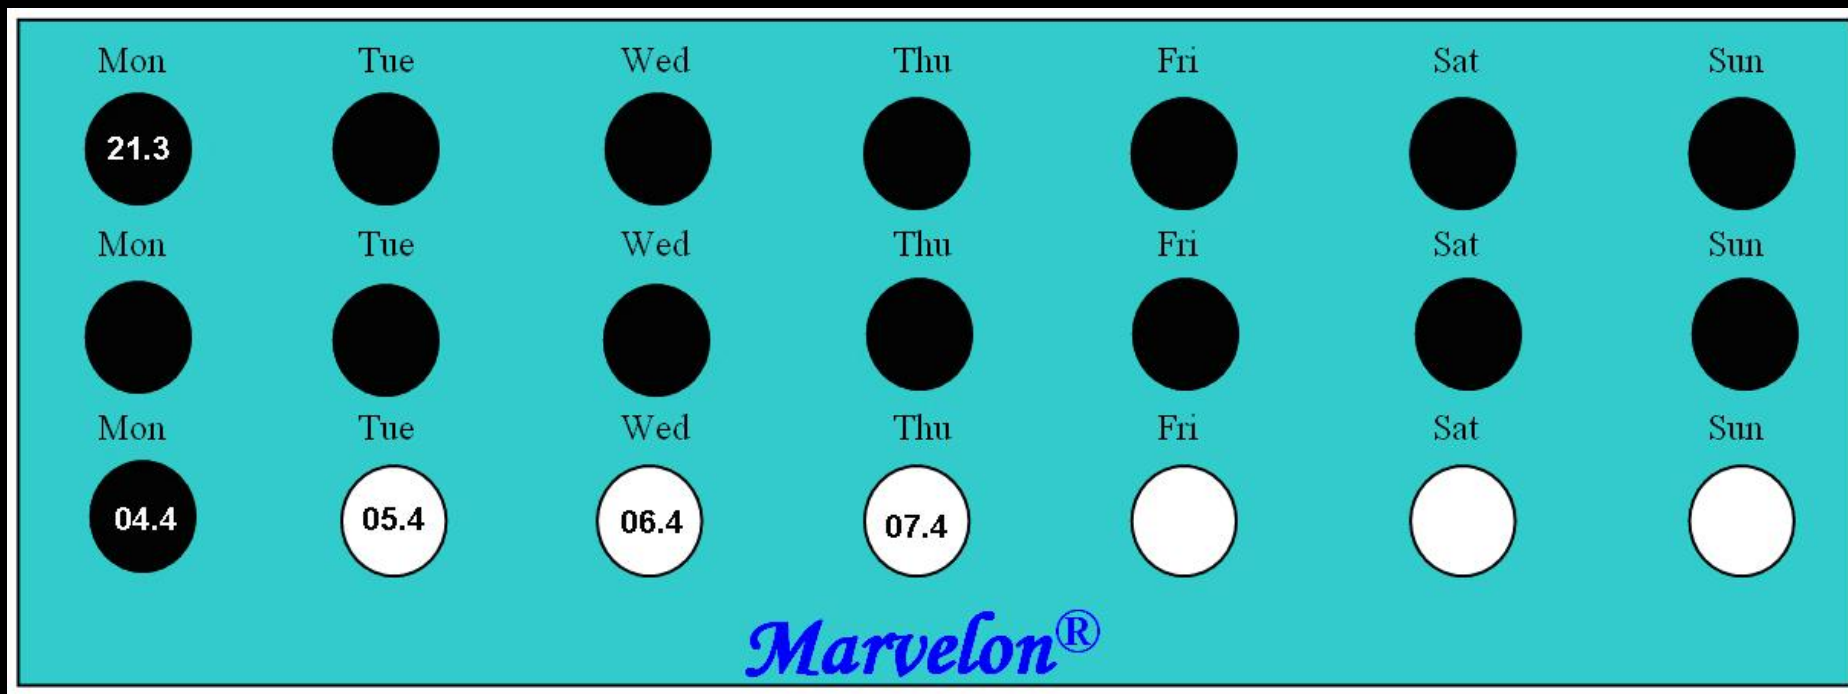 Mon Tue Wed Thu Fri Sat Sun
21.3
Mon Tue Wed Thu Fri Sat Sun
Mon Tue Wed Thu Fri Sat Sun
04.4 05.4 06.4 07.4
Marvelon®